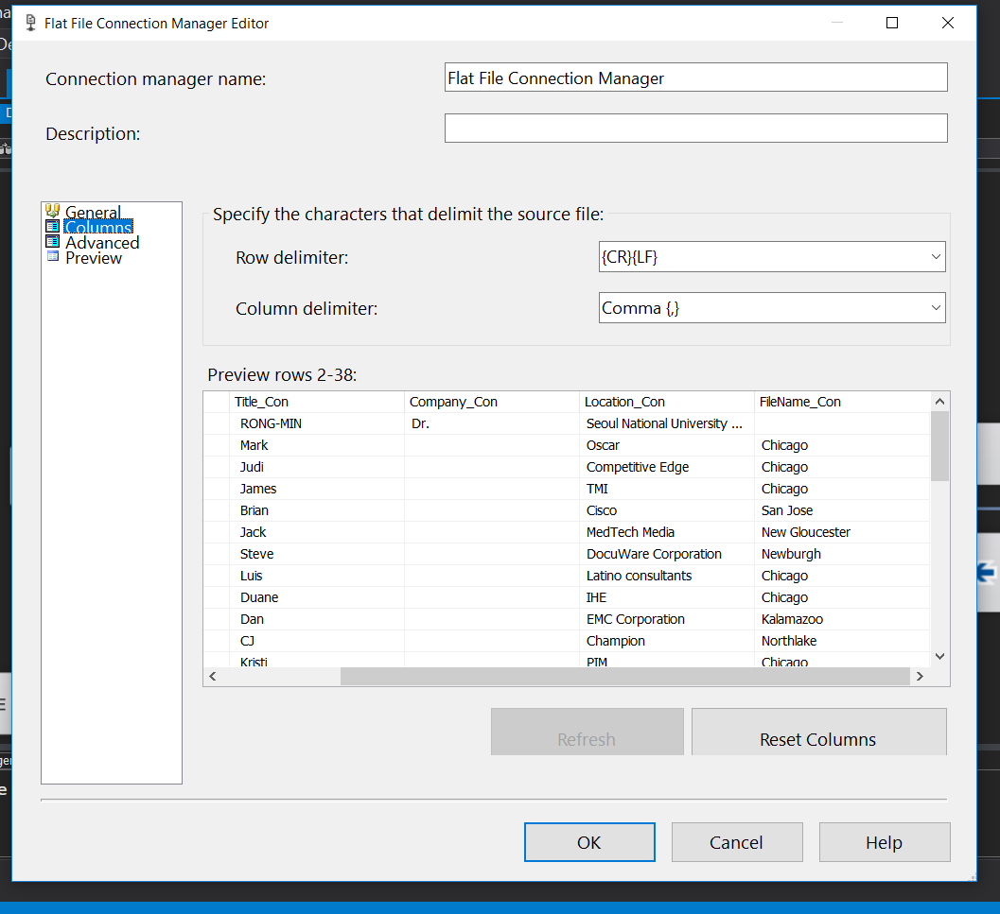 Flat File Connection Manager Editor
Connection manager name: Flat File Connection Manager
Description:
General
Columns
Advanced
Preview
Specify the characters that delimit the source file:
Row delimiter: {CR}{LF}
Column delimiter: Comma {,}
Preview rows 2-38:
Title_Con Company_Con Location_Con FileName_Con
RONG-MIN Dr. Seoul National University ...
Mark Oscar Chicago
Judi Competitive Edge Chicago
James TMI Chicago
Brian Cisco San Jose
Jack MedTech Media New Gloucester
Steve DocuWare Corporation Newburgh
Luis Latino consultants Chicago
Duane IHE Chicago
Dan EMC Corporation Kalamazoo
CJ Champion Northlake
Kristi PIM Chicago
Refresh Reset Columns
OK Cancel Help